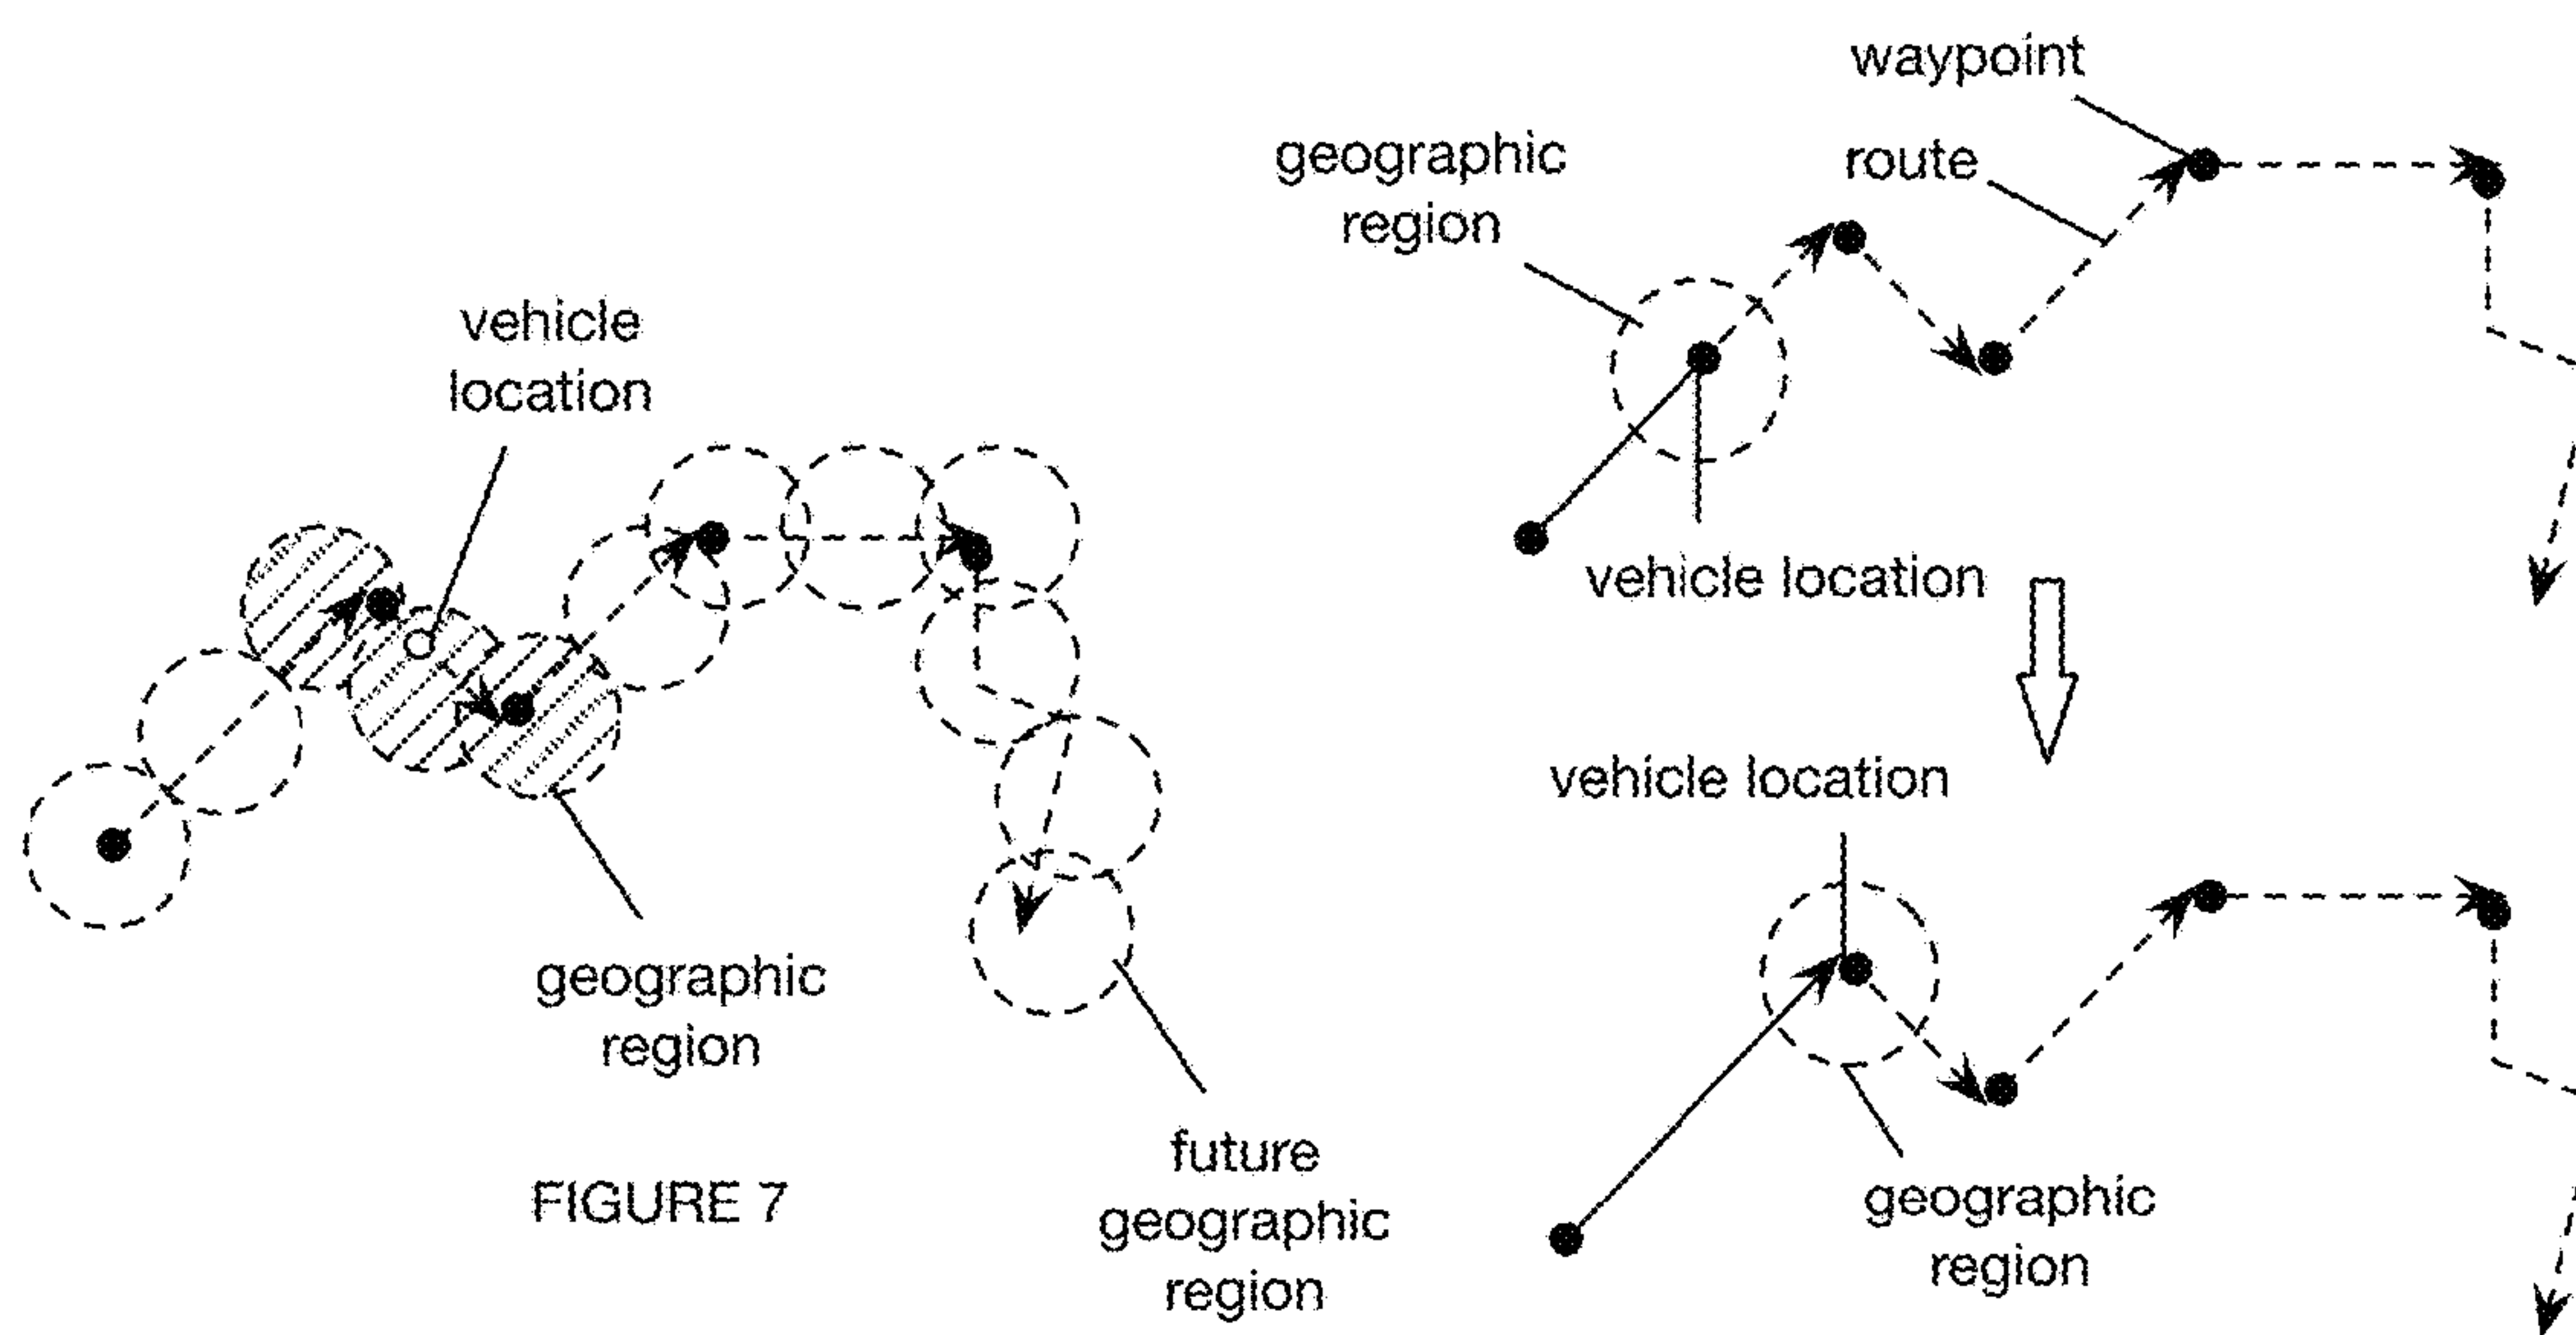 vehicle
location
geographic
region
future
geographic
region
FIGURE 7
waypoint
geographic
region
route
vehicle location
vehicle location
geographic
region